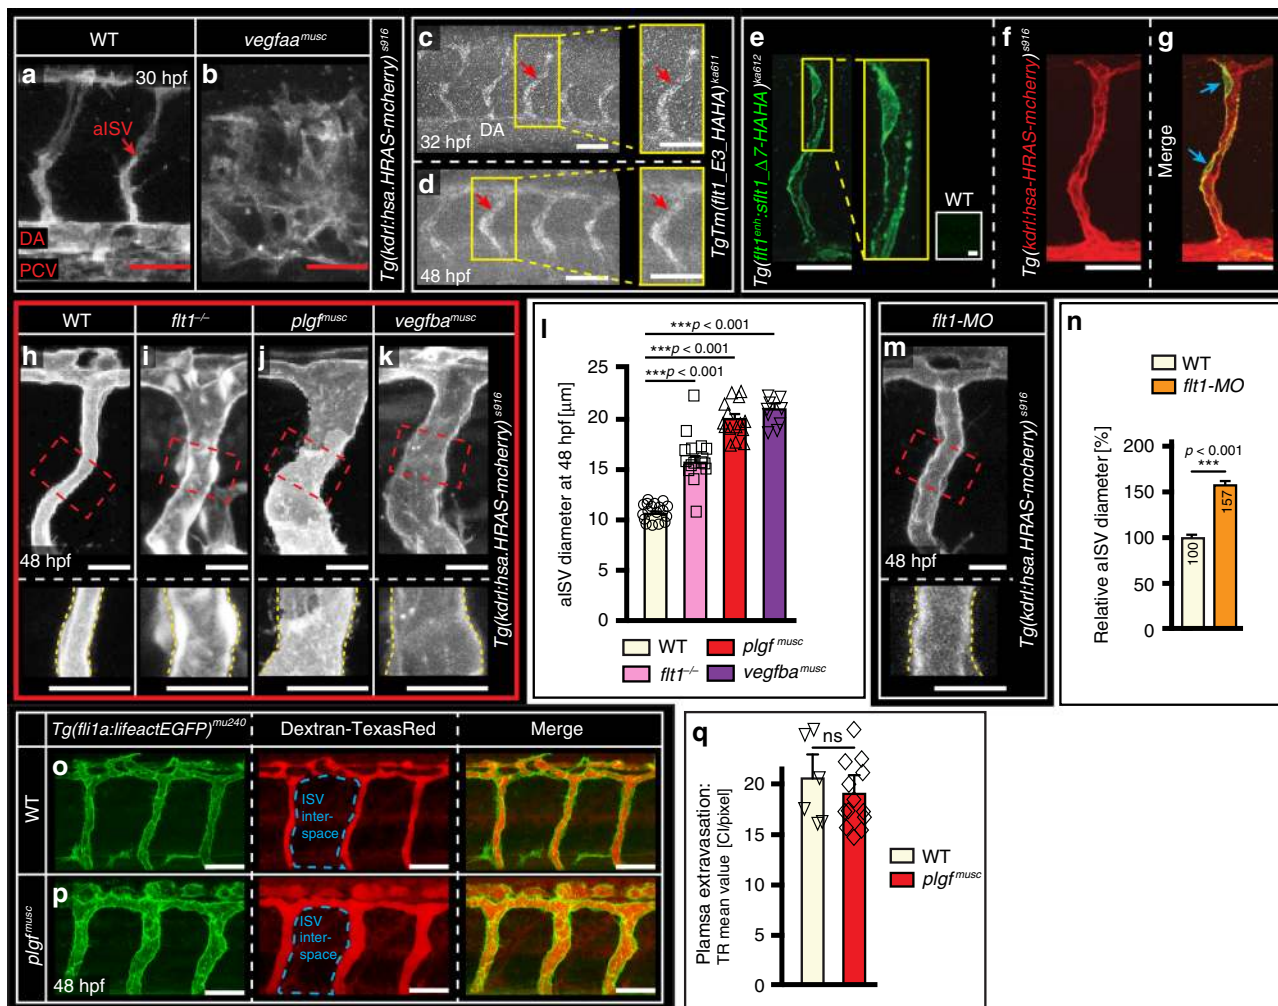 WT
vegfaa musc
a
30 hpf
b
aISV
DA
PCV
Tg(kdrl:hsa.HRAS-mcherry) s916
c
DA
32 hpf
d
48 hpf
TgTm(flt1_E3_HAHA) ka611
e
Tg(flt1 enh:sflt1_Δ7-HAHA) ka612
WT
f
Tg(kdrl:hsa-HRAS-mcherry) s916
g
Merge
WT
flt1–/–
plgf musc
vegfba musc
h
i
j
k
48 hpf
Tg(kdrl:hsa.HRAS-mcherry) s916
l
***p < 0.001
***p < 0.001
***p < 0.001
aISV diameter at 48 hpf [µm]
25
20
15
10
5
0
WT
plgf musc
flt1–/–
vegfba musc
flt1-MO
m
48 hpf
Tg(kdrl:hsa.HRAS-mcherry) s916
n
WT
flt1-MO
Relative aISV diameter [%]
200
150
100
50
0
p < 0.001
***
100
157
Tg(fli1a:lifeactEGFP) mu240
Dextran-TexasRed
Merge
WT
o
ISV
inter-
space
plgf musc
p
ISV
inter-
space
48 hpf
q
ns
Plamsa extravasation:
TR mean value [CI/pixel]
20
15
10
5
0
WT
plgf musc